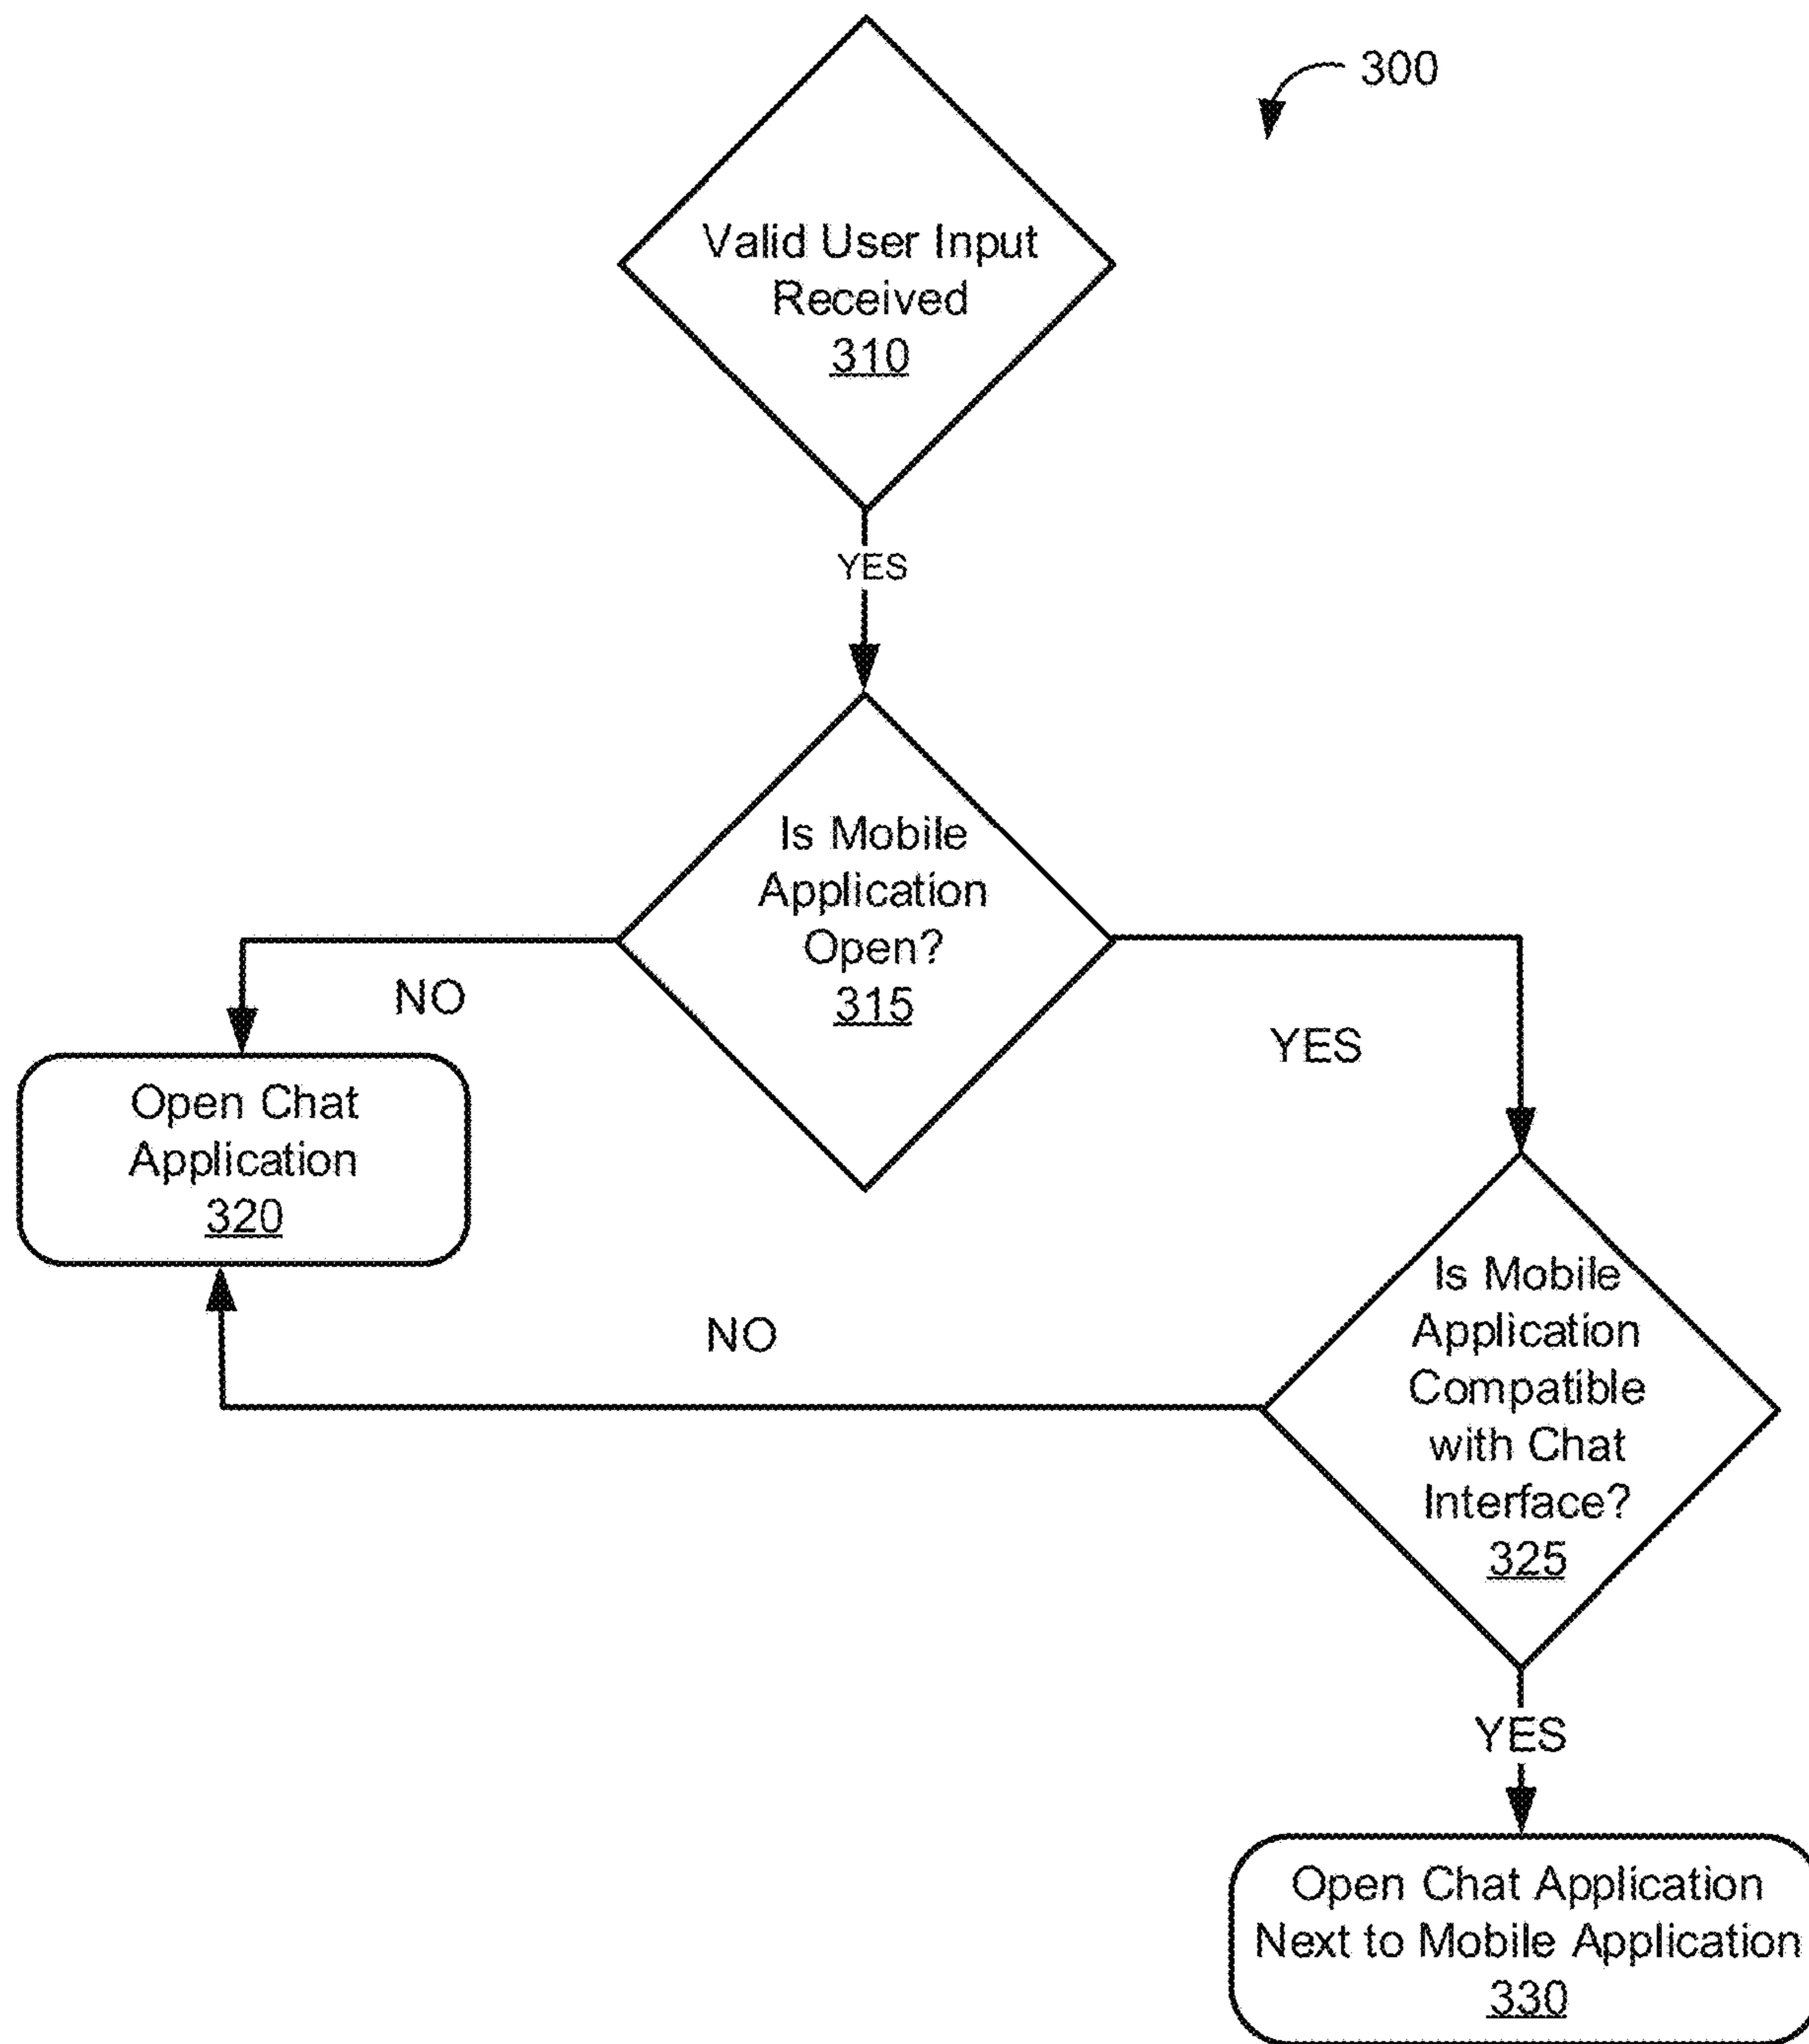 300
Valid User Input
Received
310
YES
Is Mobile
Application
Open?
315
NO
YES
Open Chat
Application
320
Is Mobile
Application
Compatible
with Chat
Interface?
325
NO
YES
Open Chat Application
Next to Mobile Application
330